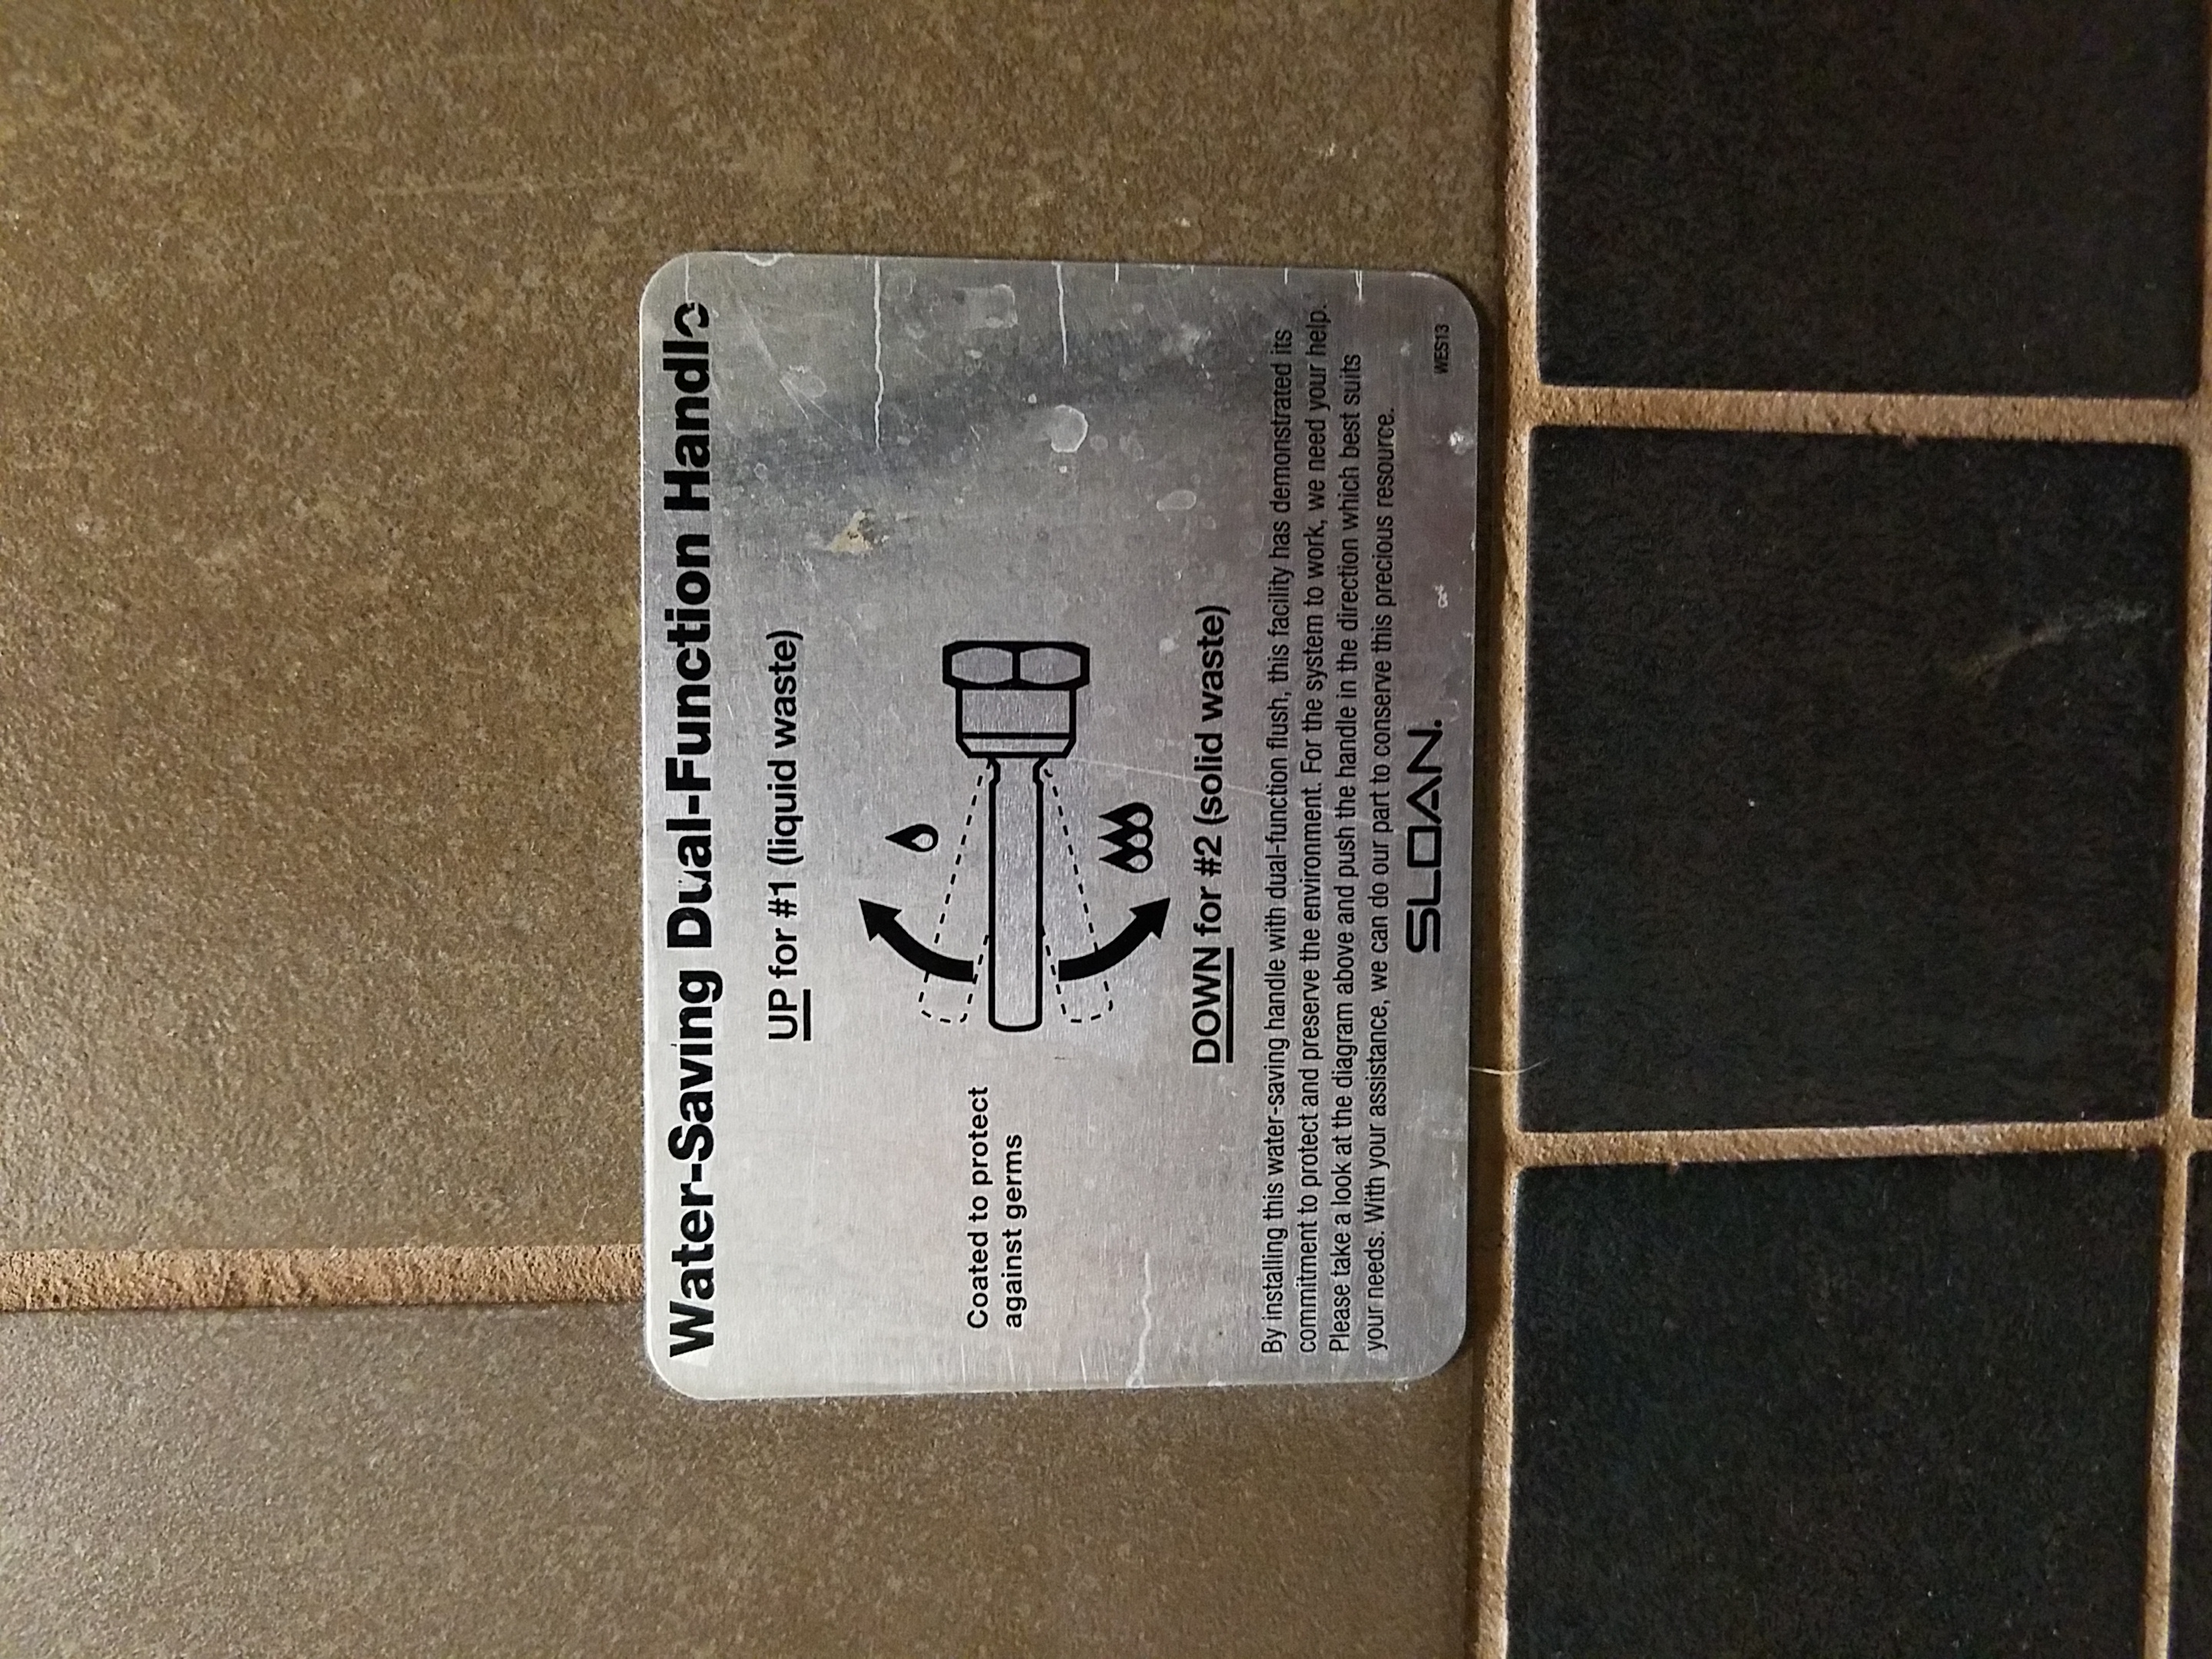 Water-Saving Dual-Function Handle
UP for #1 (liquid waste)
Coated to protect
against germs
DOWN for #2 (solid waste)
By installing this water-saving handle with dual-function flush, this facility has demonstrated its
commitment to protect and preserve the environment. For the system to work, we need your help.
Please take a look at the diagram above and push the handle in the direction which best suits
your needs. With your assistance, we can do our part to conserve this precious resource.
SLOAN.
WES13